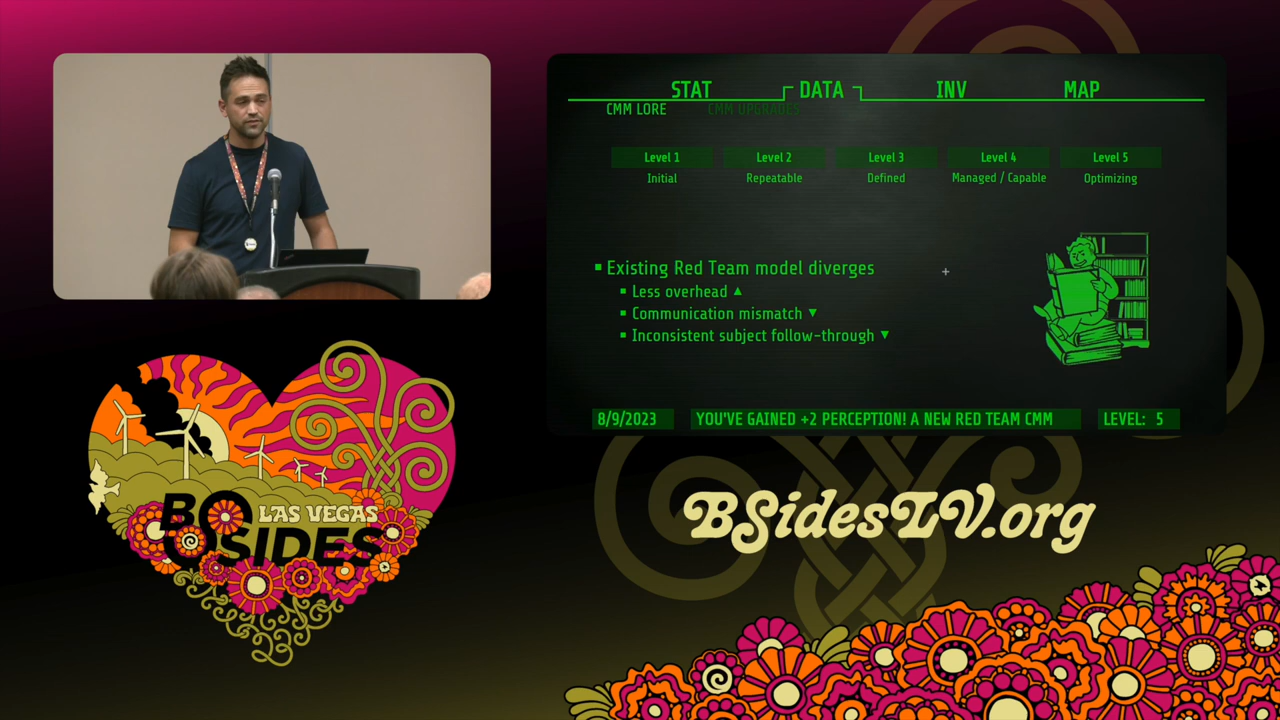 STAT DATA INV MAP
CMM LORE CMM UPGRADES
Level 1 Level 2 Level 3 Level 4 Level 5
Initial Repeatable Defined Managed / Capable Optimizing
Existing Red Team model diverges
Less overhead ▲
Communication mismatch ▼
Inconsistent subject follow-through ▼
8/9/2023 YOU'VE GAINED +2 PERCEPTION! A NEW RED TEAM CMM LEVEL: 5
LAS VEGAS
BSIDES
23
BSidesLV.org